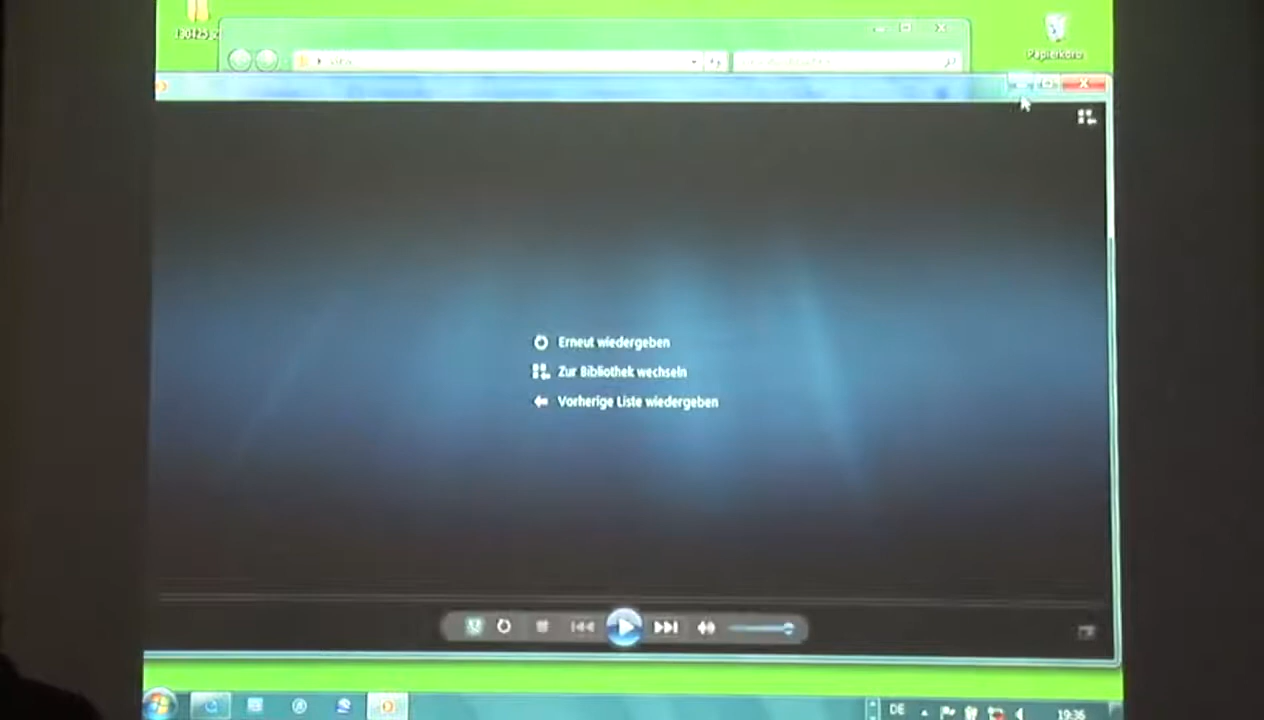 Papierkorb
Erneut wiedergeben
Zur Bibliothek wechseln
Vorherige Liste wiedergeben
DE
19:36